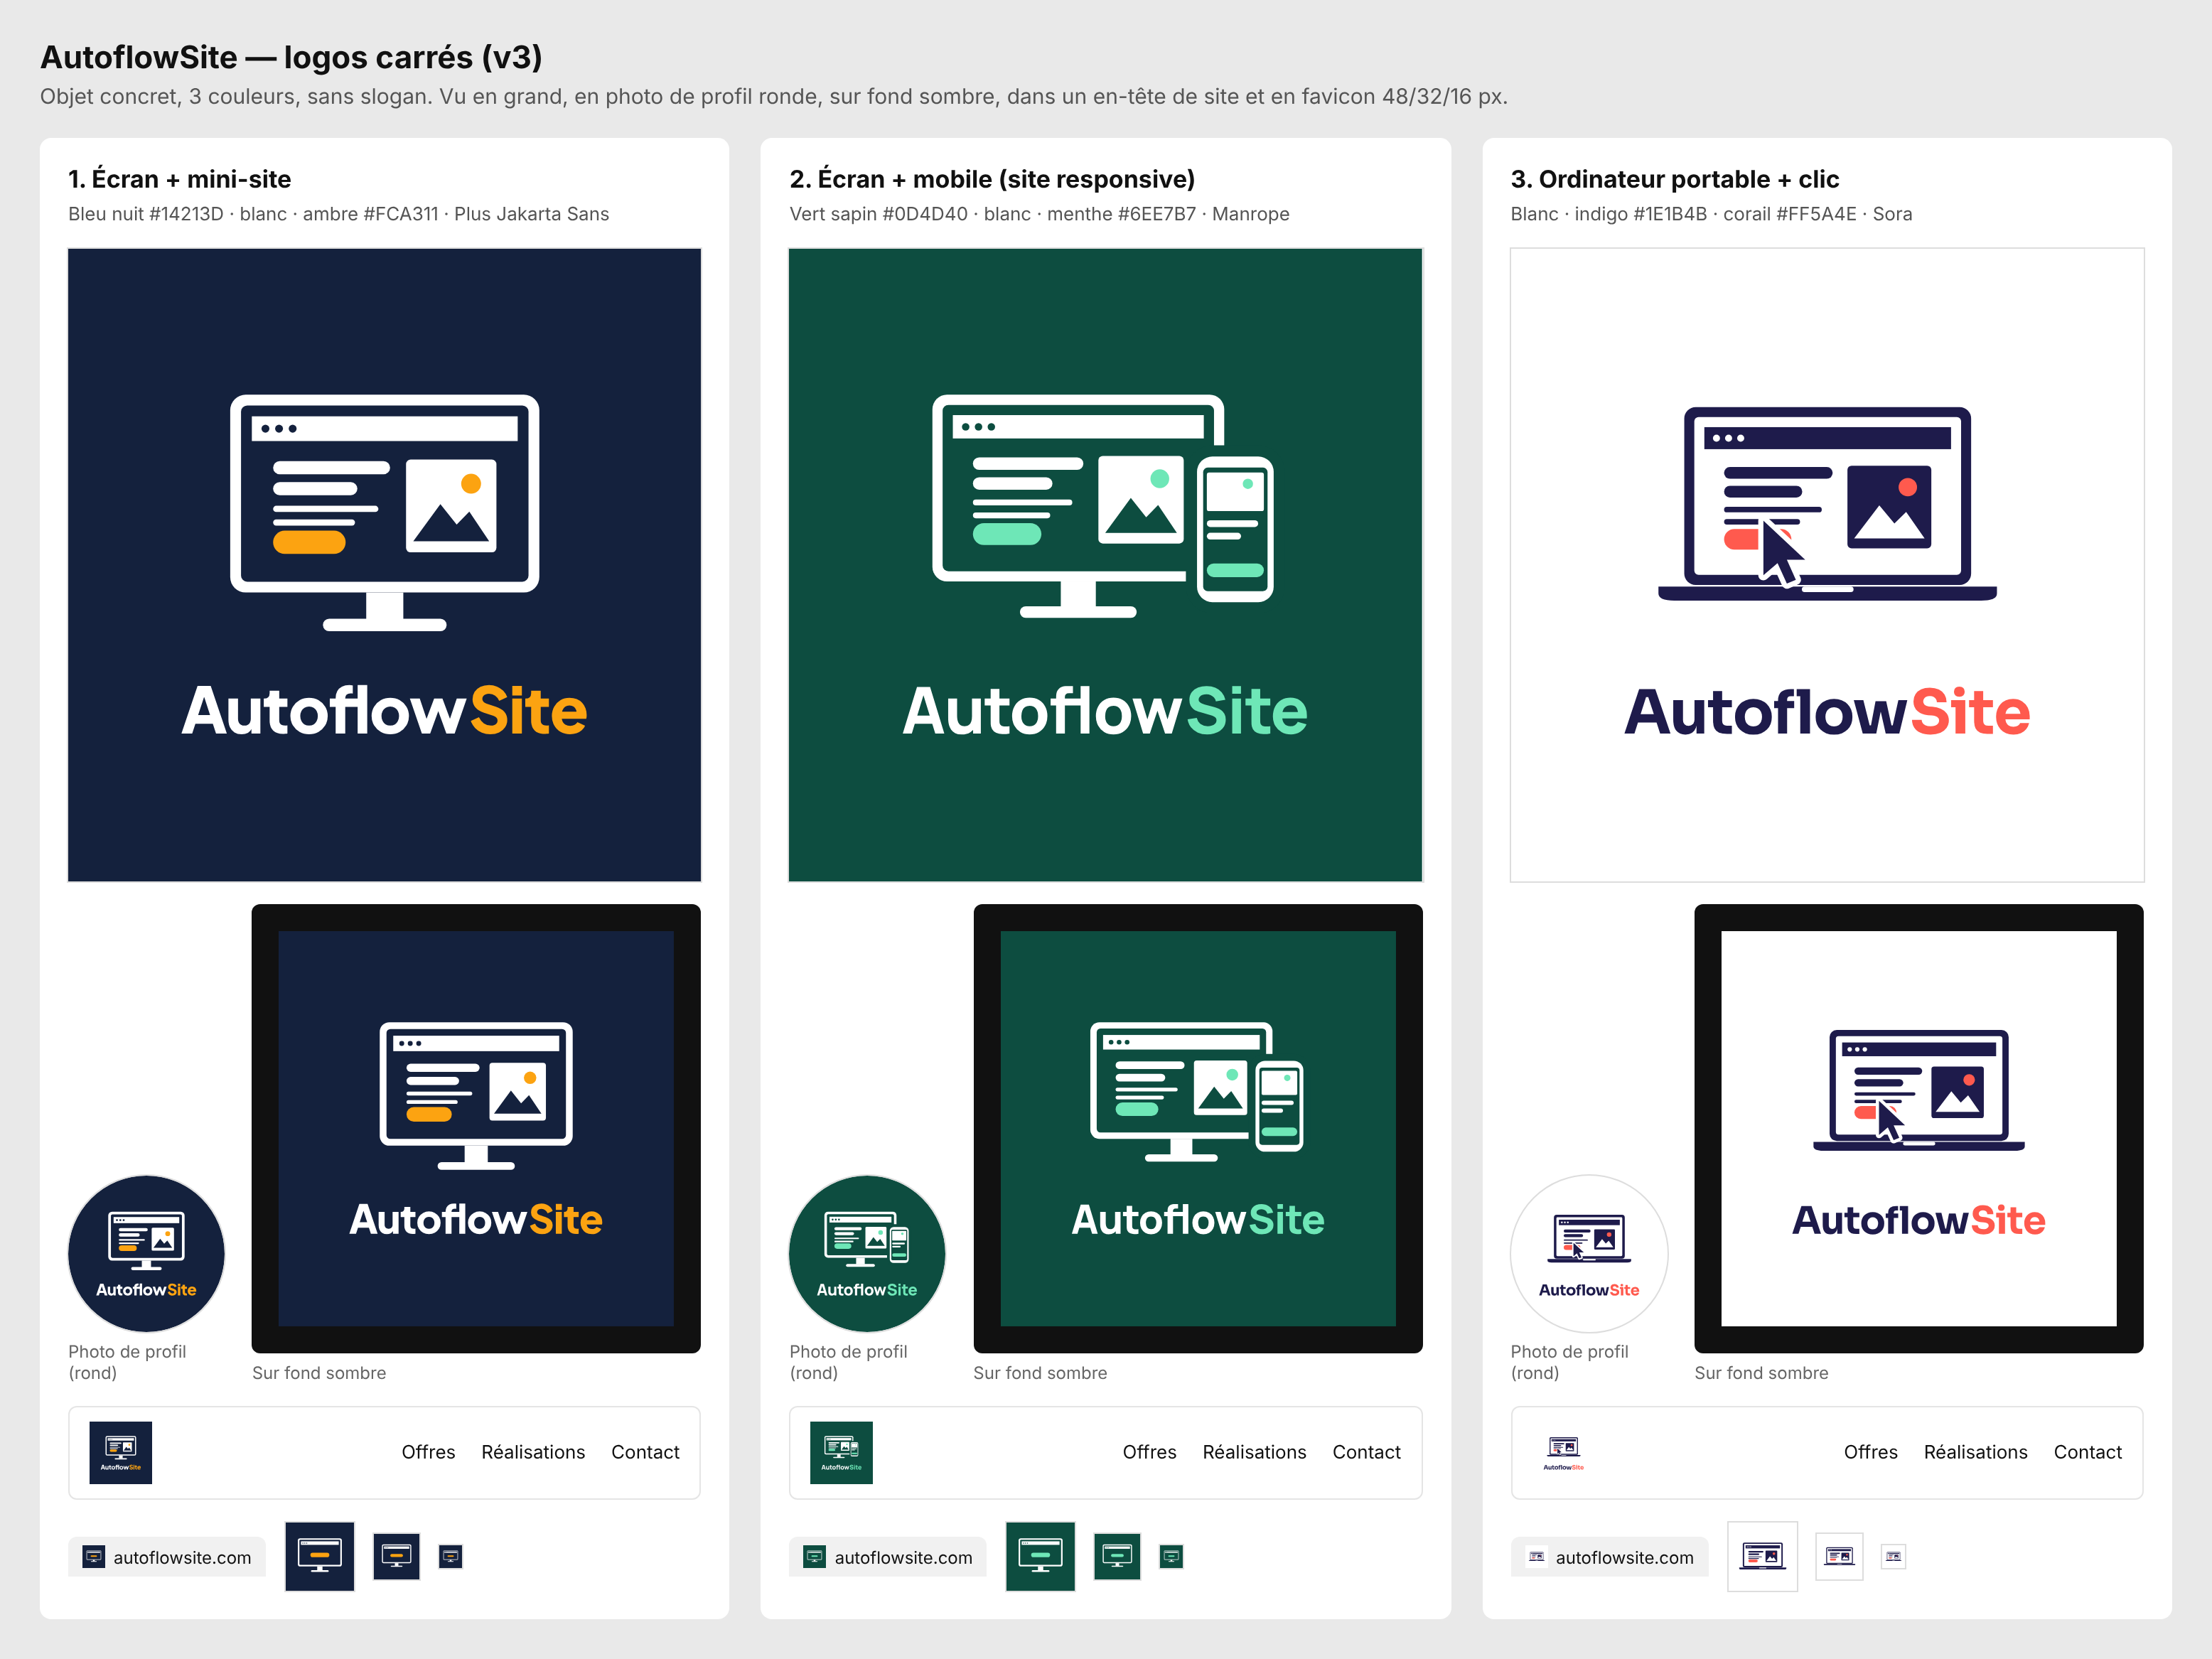 AutoflowSite — logos carrés (v3)
Objet concret, 3 couleurs, sans slogan. Vu en grand, en photo de profil ronde, sur fond sombre, dans un en-tête de site et en favicon 48/32/16 px.
1. Écran + mini-site
Bleu nuit #14213D · blanc · ambre #FCA311 · Plus Jakarta Sans
AutoflowSite
AutoflowSite
AutoflowSite
Photo de profil
(rond)
Sur fond sombre
AutoflowSite
Offres Réalisations Contact
autoflowsite.com
2. Écran + mobile (site responsive)
Vert sapin #0D4D40 · blanc · menthe #6EE7B7 · Manrope
AutoflowSite
AutoflowSite
AutoflowSite
Photo de profil
(rond)
Sur fond sombre
AutoflowSite
Offres Réalisations Contact
autoflowsite.com
3. Ordinateur portable + clic
Blanc · indigo #1E1B4B · corail #FF5A4E · Sora
AutoflowSite
AutoflowSite
AutoflowSite
Photo de profil
(rond)
Sur fond sombre
AutoflowSite
Offres Réalisations Contact
autoflowsite.com